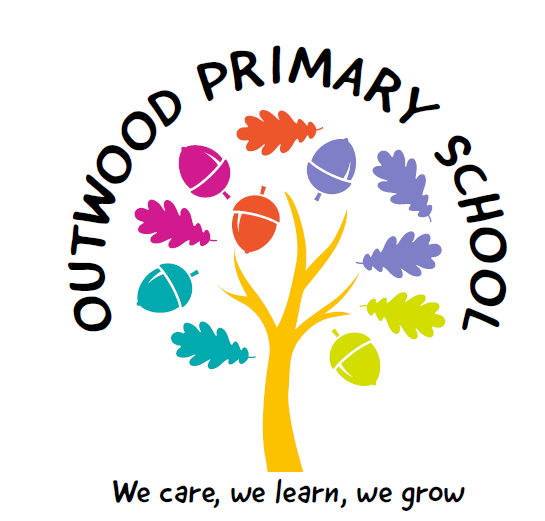 OUTWOOD PRIMARY SCHOOL
We care, we learn, we grow